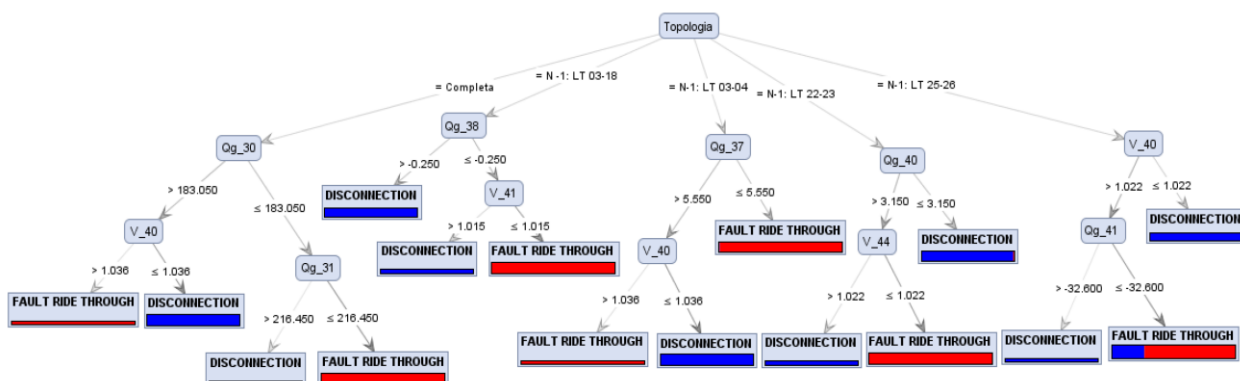 Topologia
= Completa
= N -1: LT 03-18
= N-1: LT 03-04
= N-1: LT 22-23
= N-1: LT 25-26
Qg_30
Qg_38
Qg_37
Qg_40
V_40
> 183.050
≤ 183.050
> -0.250
≤ -0.250
> 5.550
≤ 5.550
> 3.150
≤ 3.150
> 1.022
≤ 1.022
V_40
Qg_31
DISCONNECTION
V_41
V_40
FAULT RIDE THROUGH
V_44
DISCONNECTION
Qg_41
DISCONNECTION
> 1.036
≤ 1.036
> 216.450
≤ 216.450
> 1.015
≤ 1.015
> 1.036
≤ 1.036
> 1.022
≤ 1.022
> -32.600
≤ -32.600
FAULT RIDE THROUGH
DISCONNECTION
DISCONNECTION
FAULT RIDE THROUGH
DISCONNECTION
FAULT RIDE THROUGH
FAULT RIDE THROUGH
DISCONNECTION
DISCONNECTION
FAULT RIDE THROUGH
DISCONNECTION
FAULT RIDE THROUGH